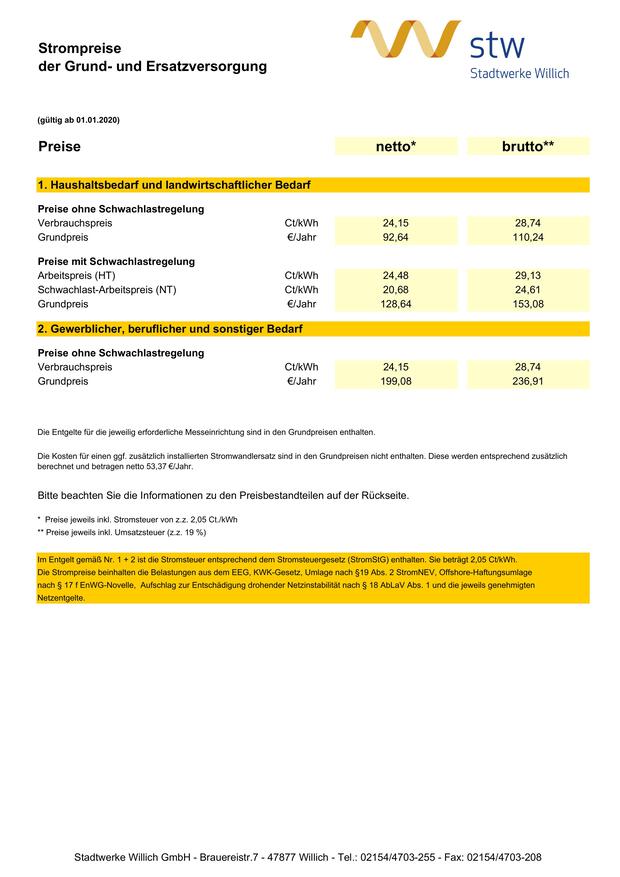 Strompreise
der Grund- und Ersatzversorgung
stw
Stadtwerke Willich
(gültig ab 01.01.2020)
Preise netto* brutto**
1. Haushaltsbedarf und landwirtschaftlicher Bedarf
Preise ohne Schwachlastregelung
Verbrauchspreis Ct/kWh 24,15 28,74
Grundpreis €/Jahr 92,64 110,24
Preise mit Schwachlastregelung
Arbeitspreis (HT) Ct/kWh 24,48 29,13
Schwachlast-Arbeitspreis (NT) Ct/kWh 20,68 24,61
Grundpreis €/Jahr 128,64 153,08
2. Gewerblicher, beruflicher und sonstiger Bedarf
Preise ohne Schwachlastregelung
Verbrauchspreis Ct/kWh 24,15 28,74
Grundpreis €/Jahr 199,08 236,91
Die Entgelte für die jeweilig erforderliche Messeinrichtung sind in den Grundpreisen enthalten.
Die Kosten für einen ggf. zusätzlich installierten Stromwandlersatz sind in den Grundpreisen nicht enthalten. Diese werden entsprechend zusätzlich
berechnet und betragen netto 53,37 €/Jahr.
Bitte beachten Sie die Informationen zu den Preisbestandteilen auf der Rückseite.
* Preise jeweils inkl. Stromsteuer von z.z. 2,05 Ct./kWh
** Preise jeweils inkl. Umsatzsteuer (z.z. 19 %)
Im Entgelt gemäß Nr. 1 + 2 ist die Stromsteuer entsprechend dem Stromsteuergesetz (StromStG) enthalten. Sie beträgt 2,05 Ct/kWh.
Die Strompreise beinhalten die Belastungen aus dem EEG, KWK-Gesetz, Umlage nach §19 Abs. 2 StromNEV, Offshore-Haftungsumlage
nach § 17 f EnWG-Novelle, Aufschlag zur Entschädigung drohender Netzinstabilität nach § 18 AbLaV Abs. 1 und die jeweils genehmigten
Netzentgelte.
Stadtwerke Willich GmbH - Brauereistr.7 - 47877 Willich - Tel.: 02154/4703-255 - Fax: 02154/4703-208